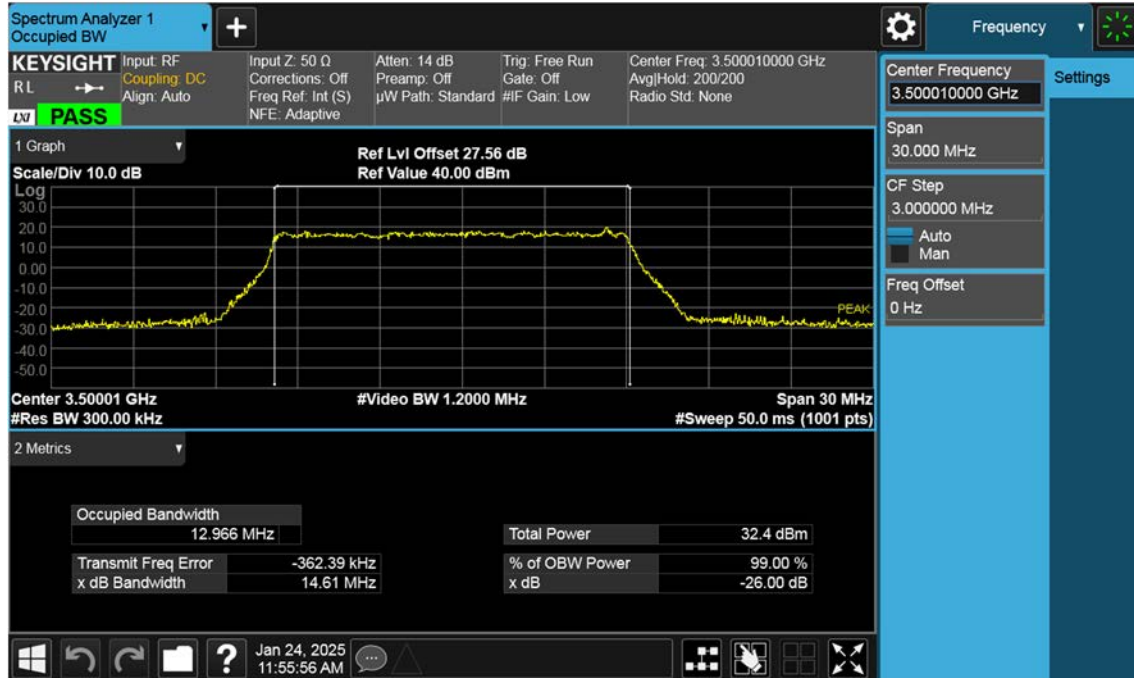 Spectrum Analyzer 1
Occupied BW
Frequency
KEYSIGHT
R L
LXI
PASS
Input: RF
Coupling: DC
Align: Auto
Input Z: 50 Ω
Corrections: Off
Freq Ref: Int (S)
NFE: Adaptive
Atten: 14 dB
Preamp: Off
µW Path: Standard
Trig: Free Run
Gate: Off
#IF Gain: Low
Center Freq: 3.500010000 GHz
Avg|Hold: 200/200
Radio Std: None
Center Frequency
3.500010000 GHz
Settings
Span
30.000 MHz
CF Step
3.000000 MHz
Auto
Man
Freq Offset
0 Hz
1 Graph
Scale/Div 10.0 dB
Ref Lvl Offset 27.56 dB
Ref Value 40.00 dBm
Log
30.0
20.0
10.0
0.00
-10.0
-20.0
-30.0
-40.0
-50.0
PEAK
Center 3.50001 GHz
#Res BW 300.00 kHz
#Video BW 1.2000 MHz
Span 30 MHz
#Sweep 50.0 ms (1001 pts)
2 Metrics
Occupied Bandwidth
12.966 MHz
Transmit Freq Error -362.39 kHz
x dB Bandwidth 14.61 MHz
Total Power 32.4 dBm
% of OBW Power 99.00 %
x dB -26.00 dB
?
Jan 24, 2025
11:55:56 AM